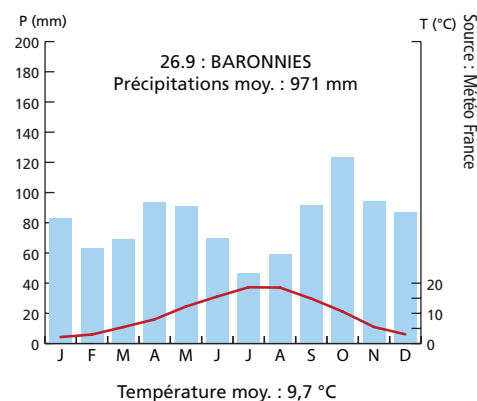 P (mm)
T (°C)
200
180
160
140
120
100
80
60
40
20
0
26.9 : BARONNIES
Précipitations moy. : 971 mm
20
10
0
J F M A M J J A S O N D
Température moy. : 9,7 °C
Source : Météo France